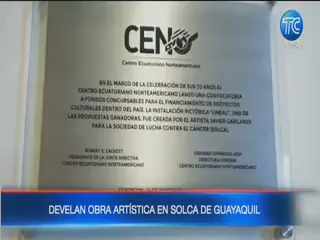 TC
CEN
Centro Ecuatoriano Norteamericano
EN EL MARCO DE LA CELEBRACIÓN DE SUS 70 AÑOS EL
CENTRO ECUATORIANO NORTEAMERICANO LANZÓ UNA CONVOCATORIA
A FONDOS CONCURSABLES PARA EL FINANCIAMIENTO DE PROYECTOS
CULTURALES DENTRO DEL PAÍS. LA INSTALACIÓN PICTÓRICA "LINEAL", UNA DE
LAS PROPUESTAS GANADORAS, FUE CREADA POR EL ARTISTA JAVIER GAVILANES
PARA LA SOCIEDAD DE LUCHA CONTRA EL CÁNCER (SOLCA).
ROBERT E.
PRESIDENTE DE LA JUNTA DIRECTIVA
CENTRO ECUATORIANO NORTEAMERICANO
DEBORAH
DIRECTORA GENERAL
CENTRO ECUATORIANO NORTEAMERICANO
DEVELAN OBRA ARTÍSTICA EN SOLCA DE GUAYAQUIL